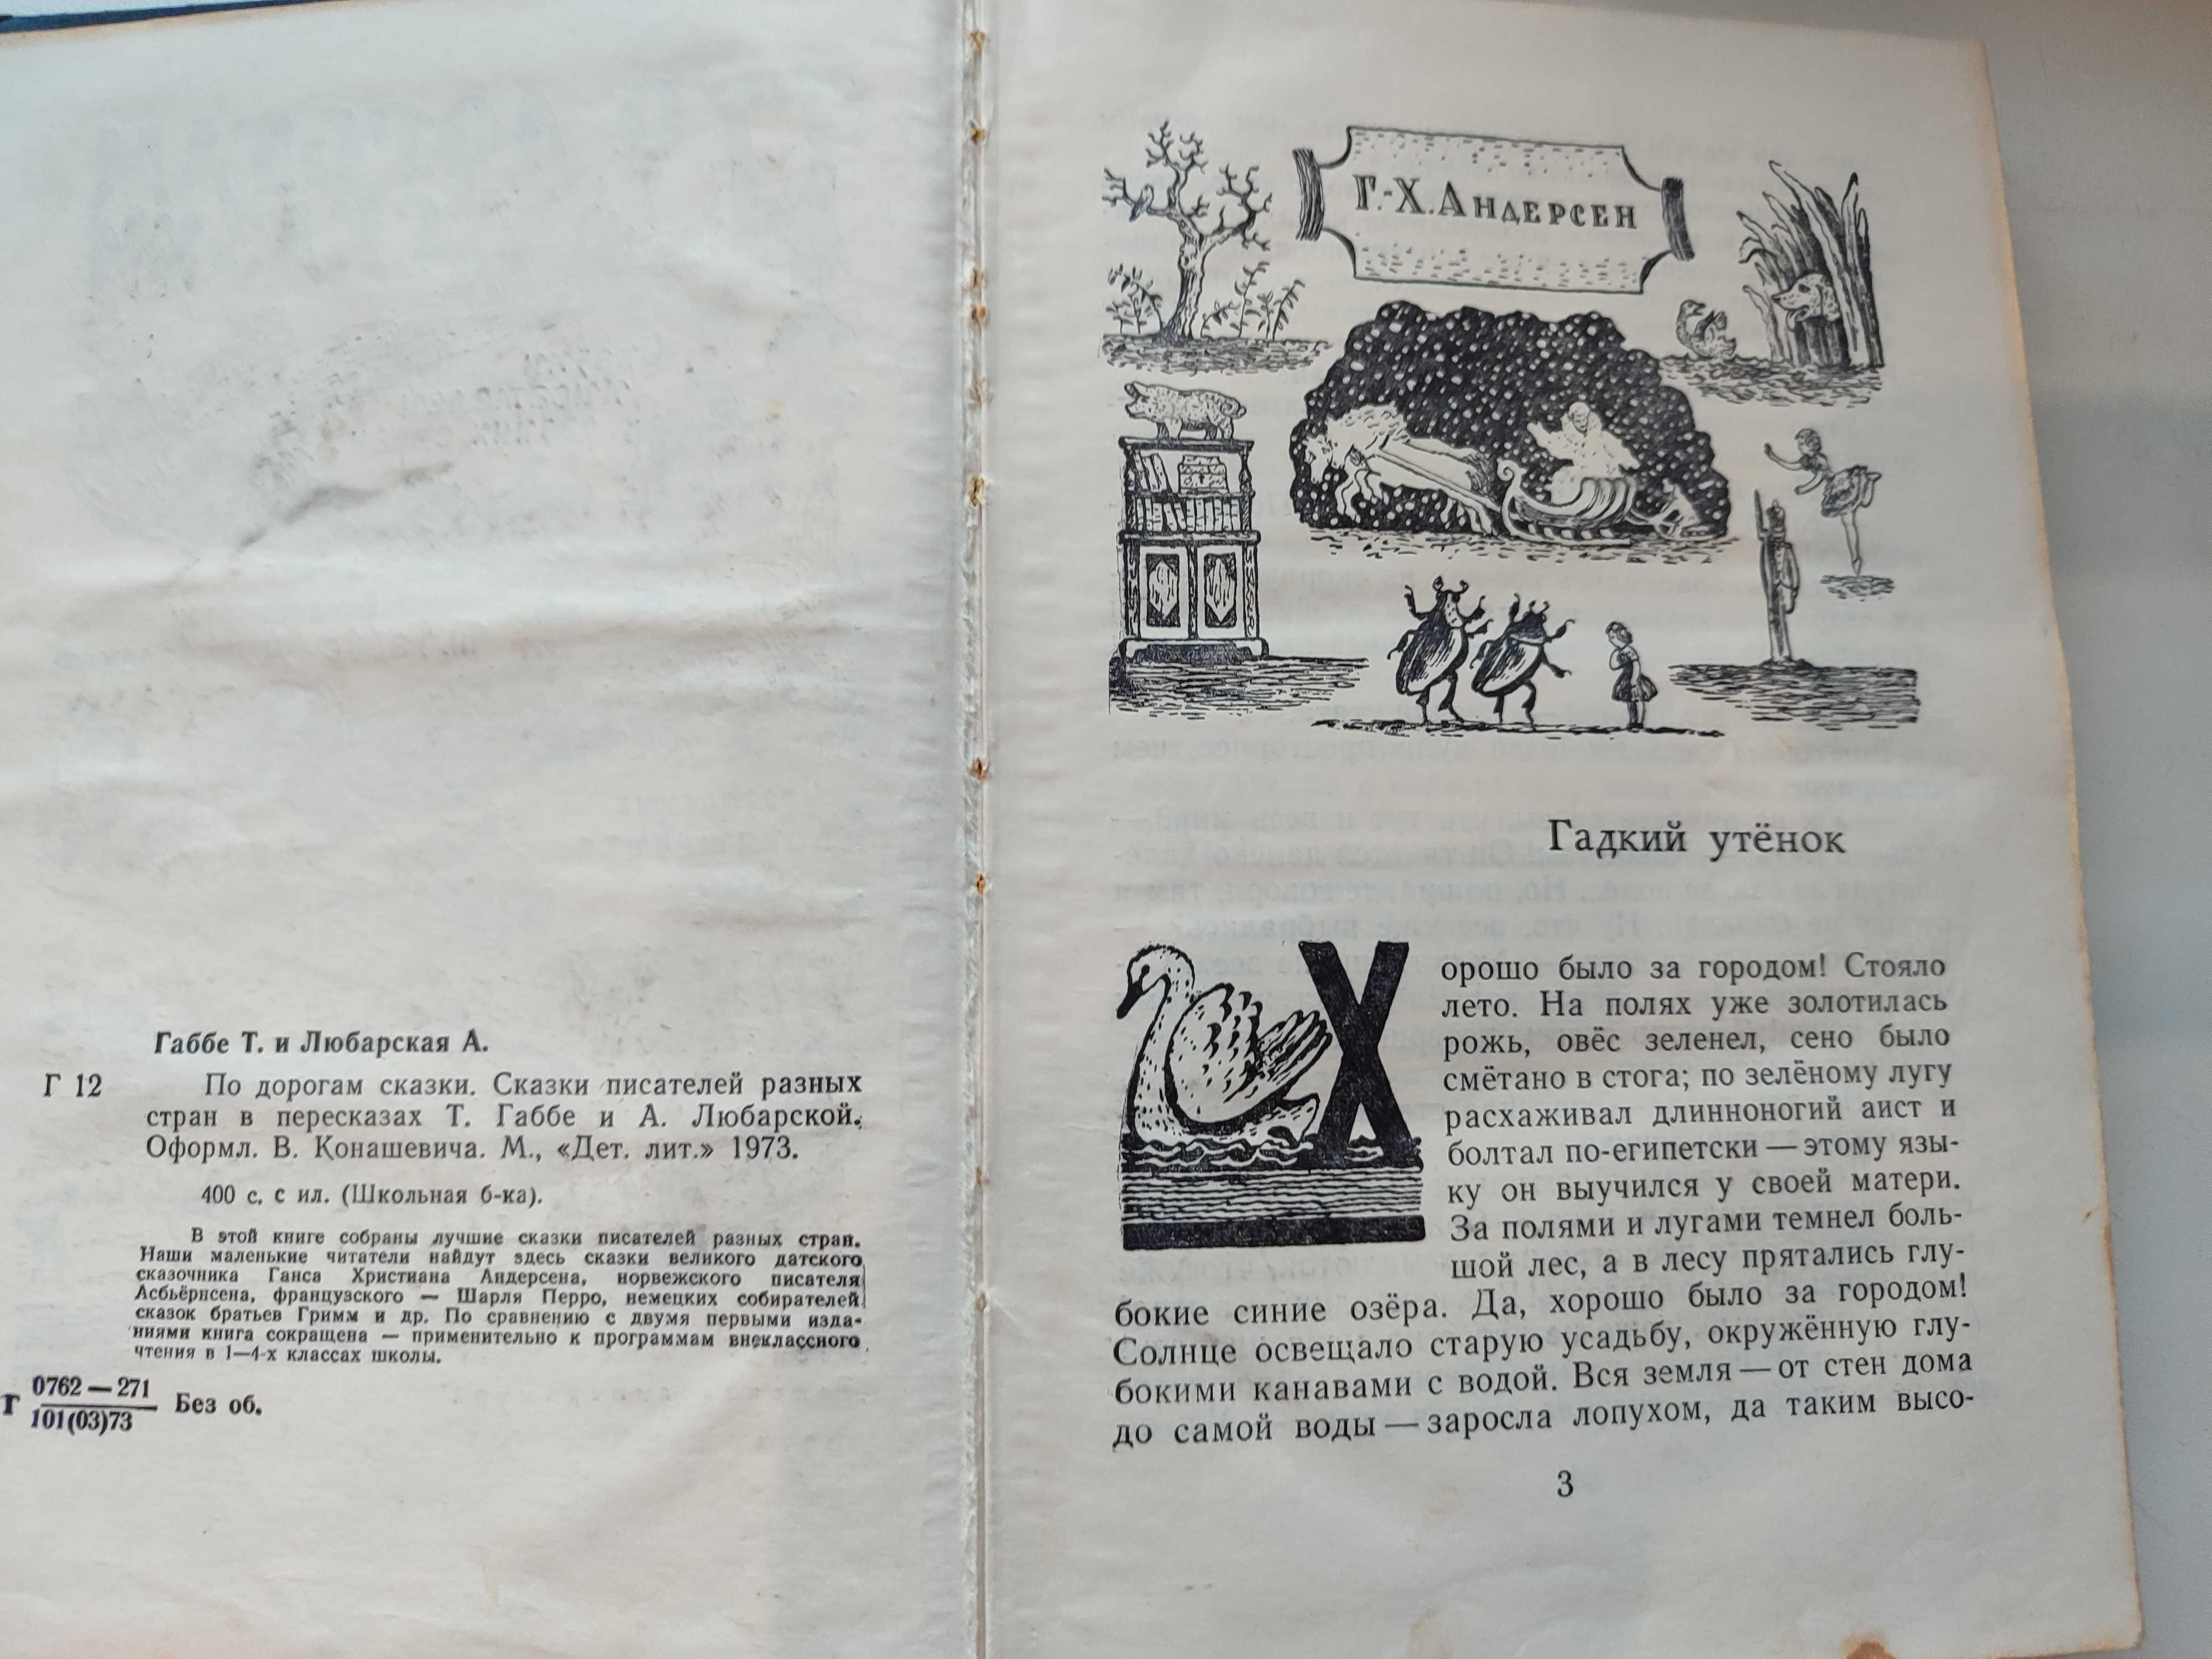 Габбе Т. и Любарская А.
Г 12
По дорогам сказки. Сказки писателей разных
стран в пересказах Т. Габбе и А. Любарской.
Оформл. В. Конашевича. М., «Дет. лит.» 1973.
400 с. с ил. (Школьная б-ка).
В этой книге собраны лучшие сказки писателей разных стран.
Наши маленькие читатели найдут здесь сказки великого датского
сказочника Ганса Христиана Андерсена, норвежского писателя
Асбьёрнсена, французского — Шарля Перро, немецких собирателей
сказок братьев Гримм и др. По сравнению с двумя первыми изда-
ниями книга сокращена — применительно к программам внеклассного
чтения в 1—4-х классах школы.
Г 0762—271
101(03)73 Без об.
Г.-Х. Андерсен
Гадкий утёнок
Хорошо было за городом! Стояло
лето. На полях уже золотилась
рожь, овёс зеленел, сено было
смётано в стога; по зелёному лугу
расхаживал длинноногий аист и
болтал по-египетски — этому язы-
ку он выучился у своей матери.
За полями и лугами темнел боль-
шой лес, а в лесу прятались глу-
бокие синие озёра. Да, хорошо было за городом!
Солнце освещало старую усадьбу, окружённую глу-
бокими канавами с водой. Вся земля — от стен дома
до самой воды — заросла лопухом, да таким высо-
3